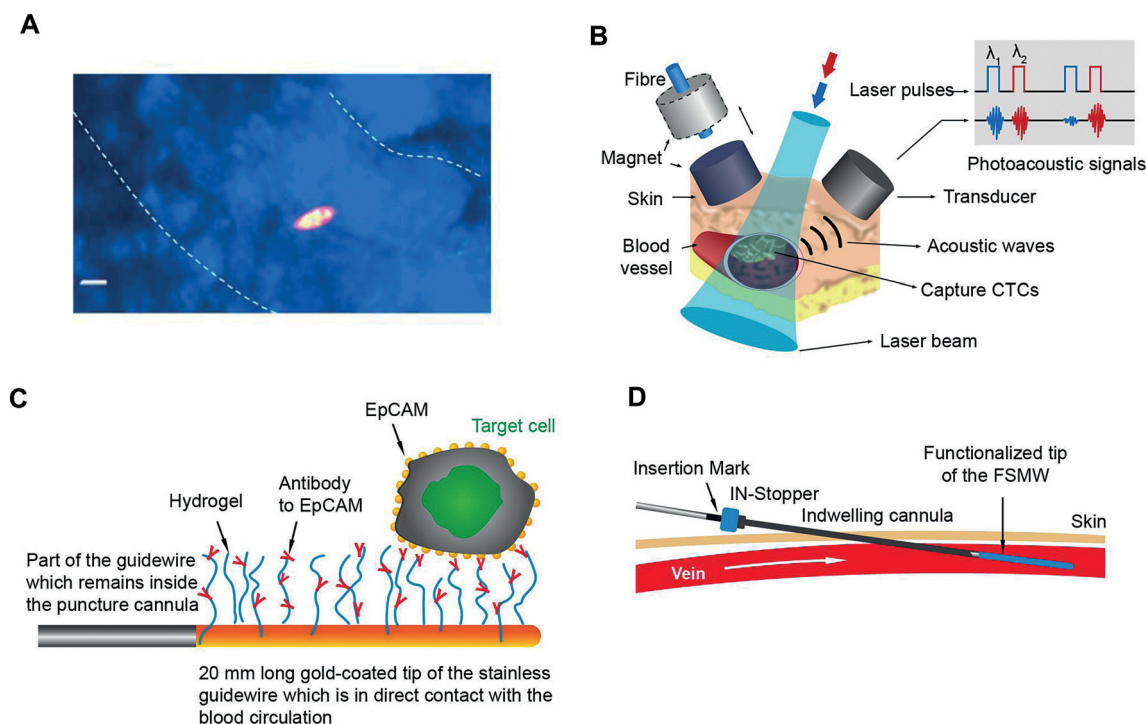 A
B
Fibre
Magnet
Skin
Blood
vessel
Laser pulses
λ1
λ2
Photoacoustic signals
Transducer
Acoustic waves
Capture CTCs
Laser beam
C
EpCAM
Target cell
Hydrogel
Antibody
to EpCAM
Part of the guidewire
which remains inside
the puncture cannula
20 mm long gold-coated tip of the stainless
guidewire which is in direct contact with the
blood circulation
D
Functionalized tip
of the FSMW
Insertion Mark
IN-Stopper
Indwelling cannula
Skin
Vein